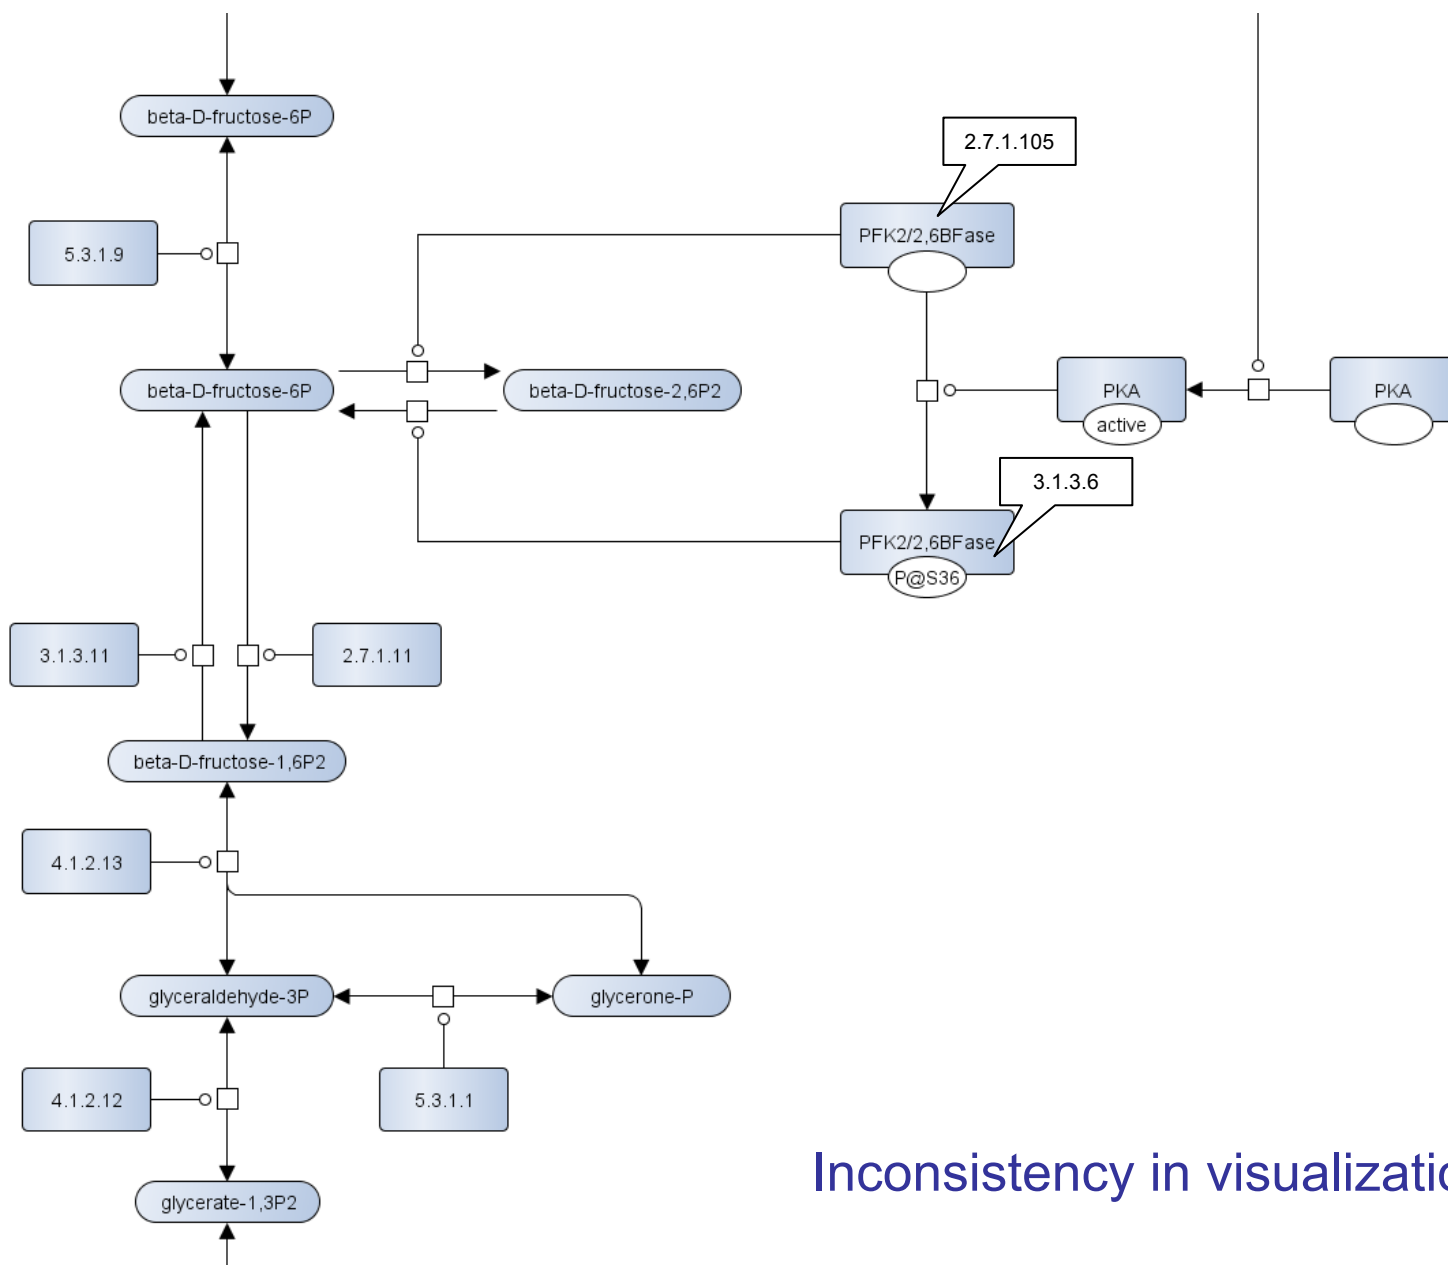 beta-D-fructose-6P
2.7.1.105
5.3.1.9
PFK2/2,6BFase
beta-D-fructose-6P
beta-D-fructose-2,6P2
PKA
active
PKA
3.1.3.6
PFK2/2,6BFase
P@S36
3.1.3.11
2.7.1.11
beta-D-fructose-1,6P2
4.1.2.13
glyceraldehyde-3P
glycerone-P
4.1.2.12
5.3.1.1
glycerate-1,3P2
Inconsistency in visualizatio